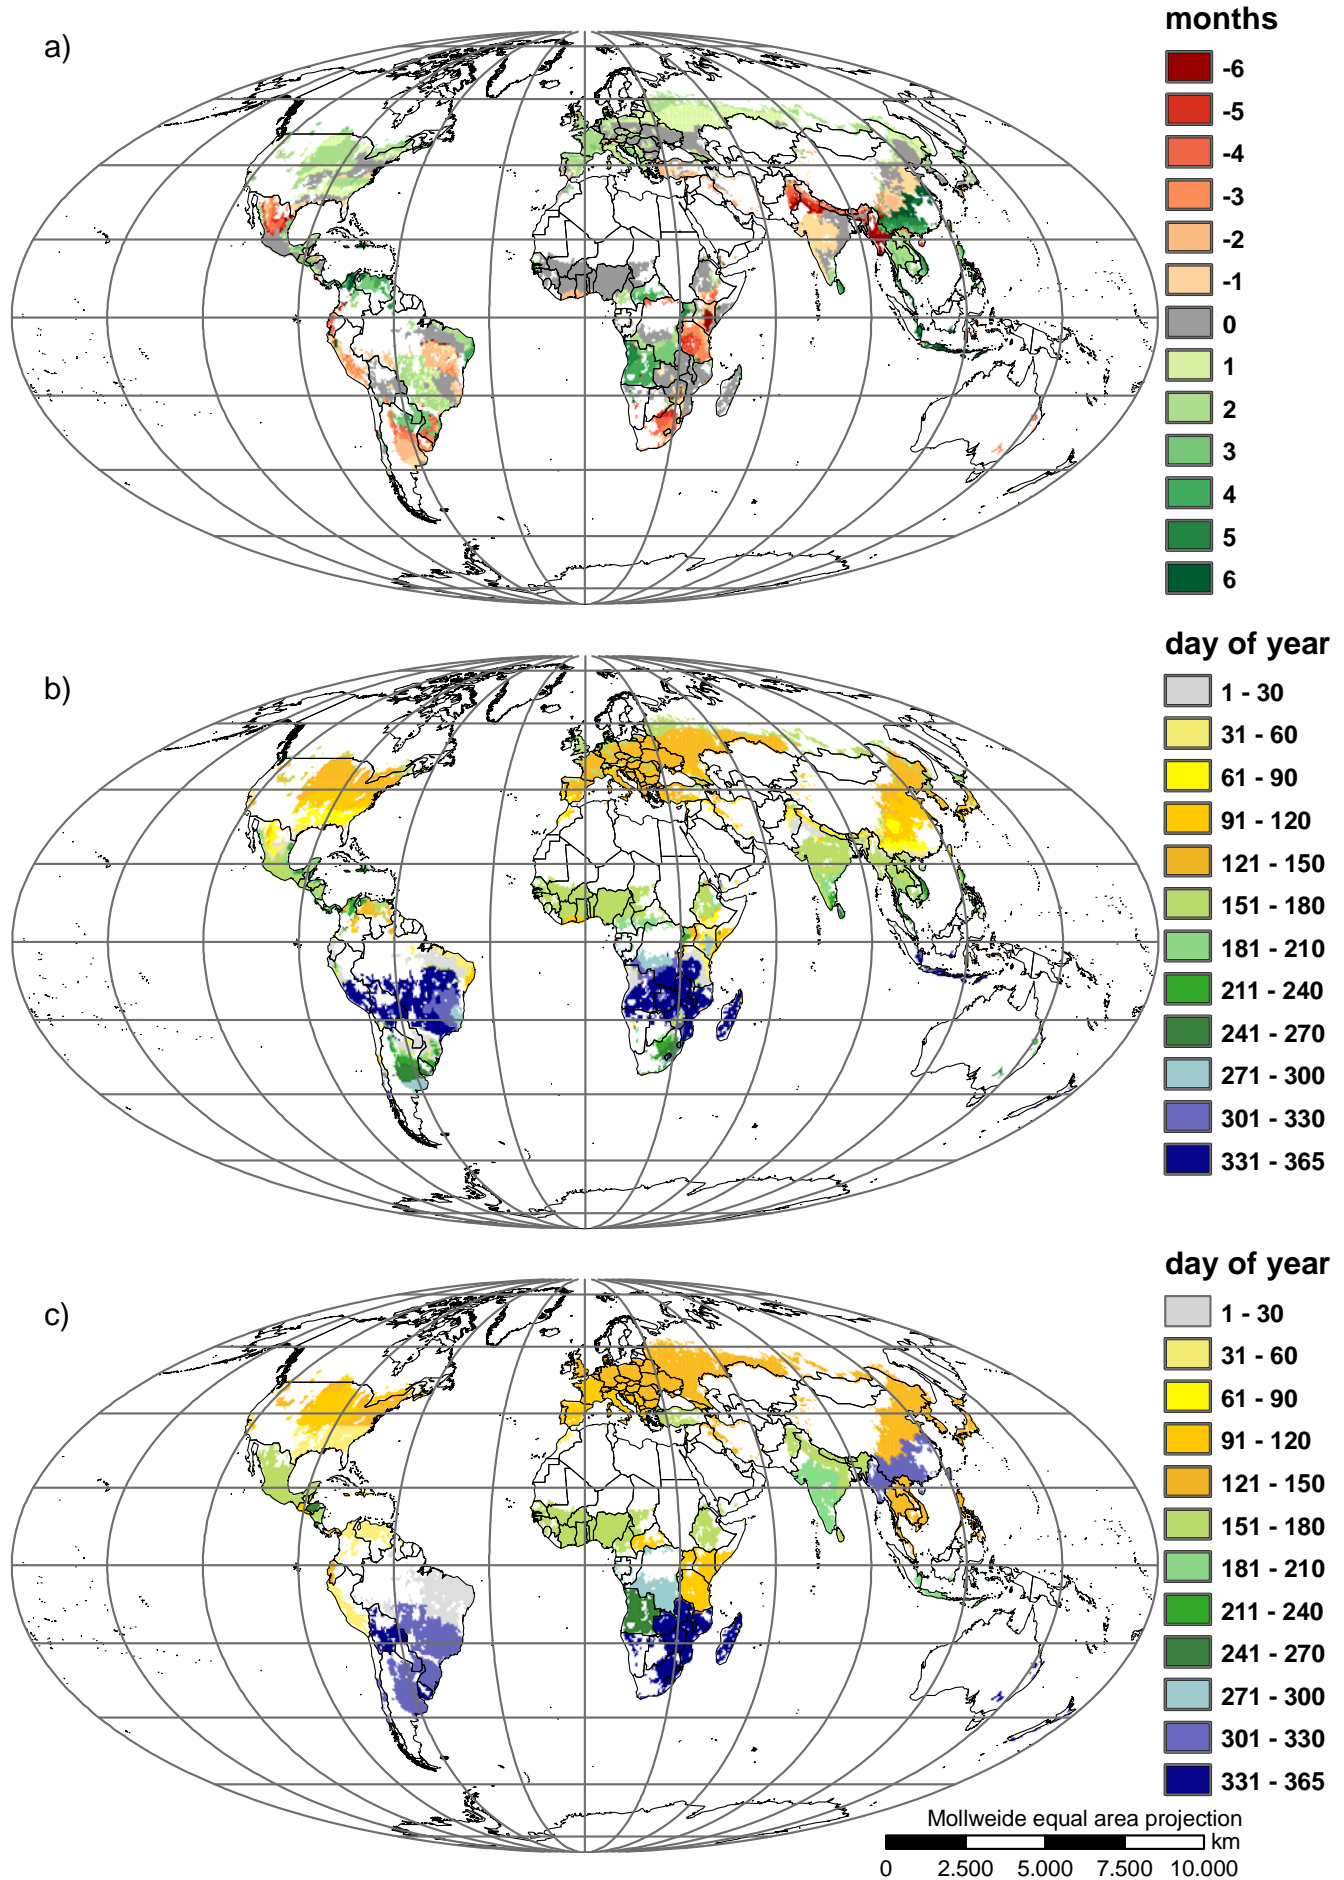 a)
months
-6
-5
-4
-3
-2
-1
0
1
2
3
4
5
6
b)
day of year
1 - 30
31 - 60
61 - 90
91 - 120
121 - 150
151 - 180
181 - 210
211 - 240
241 - 270
271 - 300
301 - 330
331 - 365
c)
day of year
1 - 30
31 - 60
61 - 90
91 - 120
121 - 150
151 - 180
181 - 210
211 - 240
241 - 270
271 - 300
301 - 330
331 - 365
Mollweide equal area projection
km
0 2.500 5.000 7.500 10.000